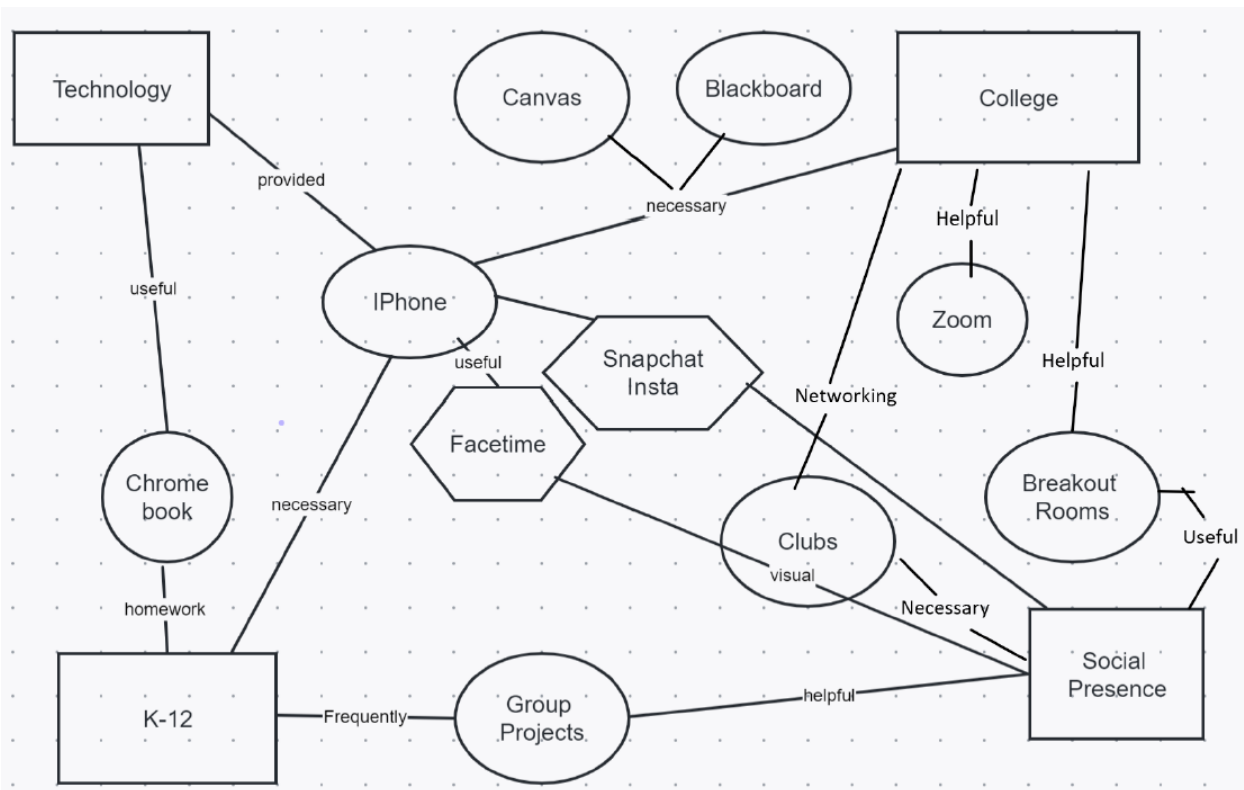 Technology
Canvas
Blackboard
College
provided
necessary
Helpful
useful
IPhone
Zoom
useful
Snapchat
Insta
Helpful
Networking
Facetime
Chrome
book
necessary
Breakout
Rooms
Useful
Clubs
visual
homework
Necessary
Social
Presence
K-12
Frequently
Group
Projects
helpful